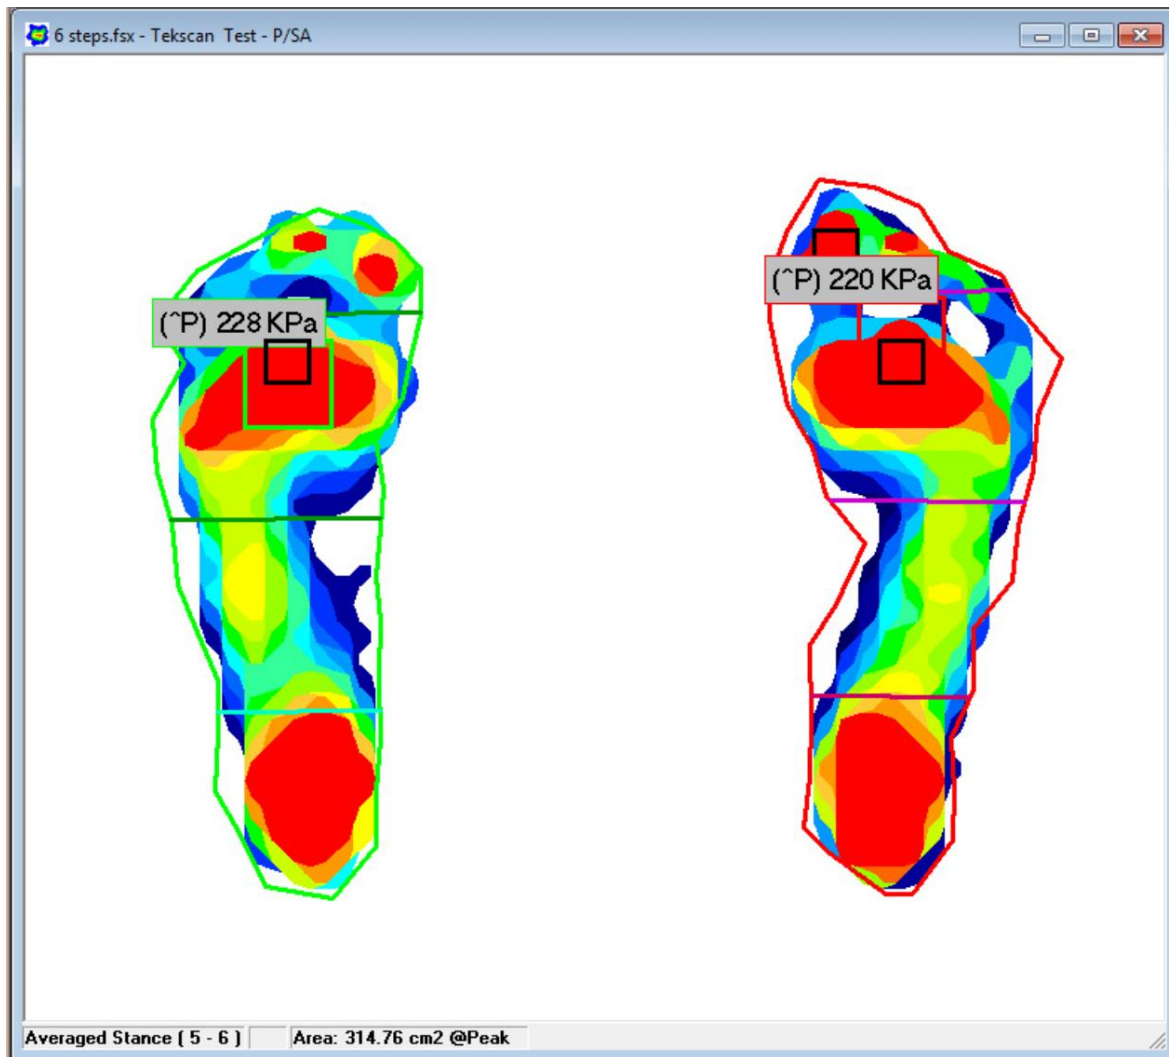 6 steps.fsx - Tekscan Test - P/SA
(^P) 220 KPa
(^P) 228 KPa
Averaged Stance ( 5 - 6 )
Area: 314.76 cm2 @Peak